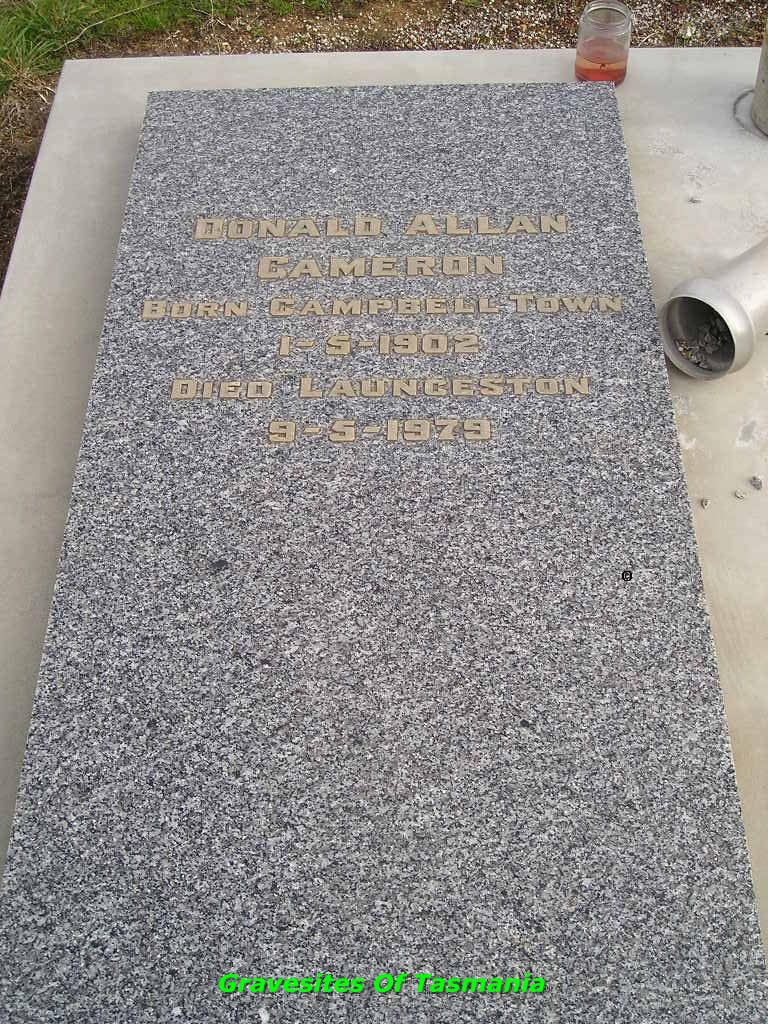 DONALD ALLAN
CAMERON
BORN CAMPBELL TOWN
1-5-1902
DIED LAUNCESTON
9-5-1979
©
Gravesites Of Tasmania